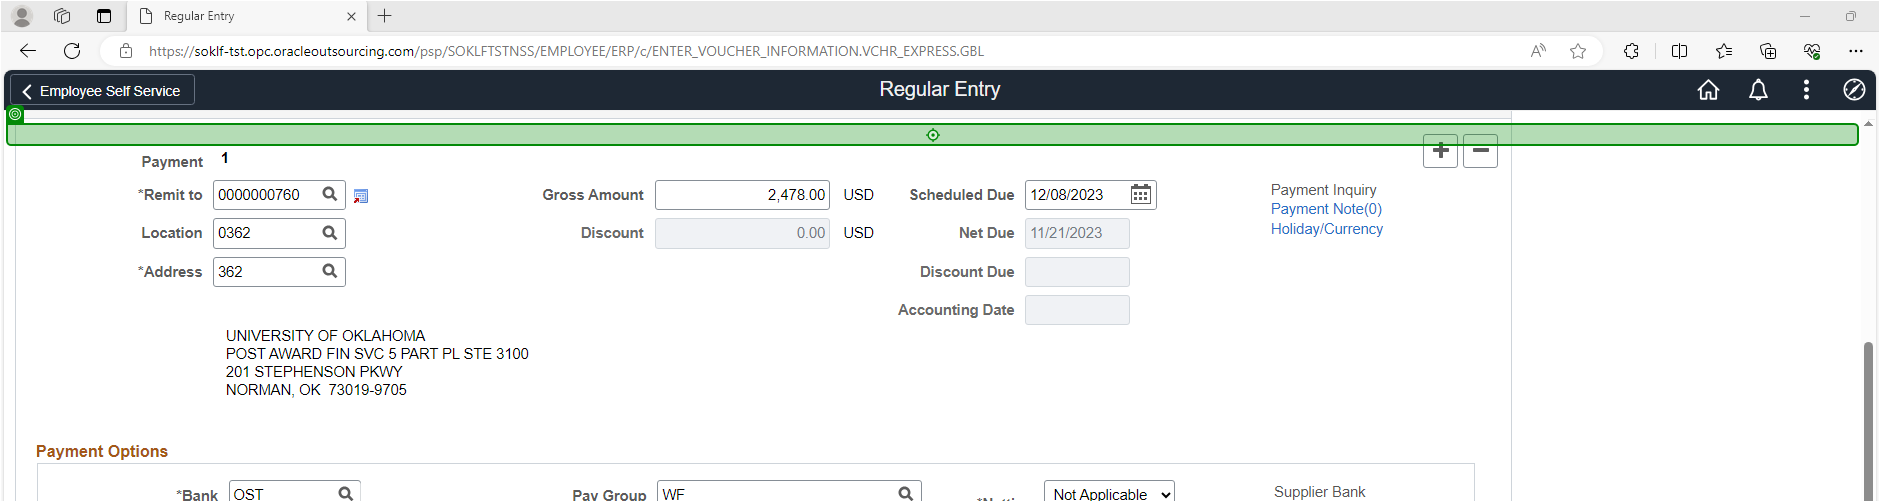 Regular Entry
https://soklf-tst.opc.oracleoutsourcing.com/psp/SOKLFTSTNSS/EMPLOYEE/ERP/c/ENTER_VOUCHER_INFORMATION.VCHR_EXPRESS.GBL
Employee Self Service Regular Entry
Payment 1
*Remit to 0000000760 Gross Amount 2,478.00 USD Scheduled Due 12/08/2023 Payment Inquiry
Payment Note(0)
Location 0362 Discount 0.00 USD Net Due 11/21/2023 Holiday/Currency
*Address 362 Discount Due
Accounting Date
UNIVERSITY OF OKLAHOMA
POST AWARD FIN SVC 5 PART PL STE 3100
201 STEPHENSON PKWY
NORMAN, OK 73019-9705
Payment Options
*Bank OST Pay Group WF Not Applicable Supplier Bank